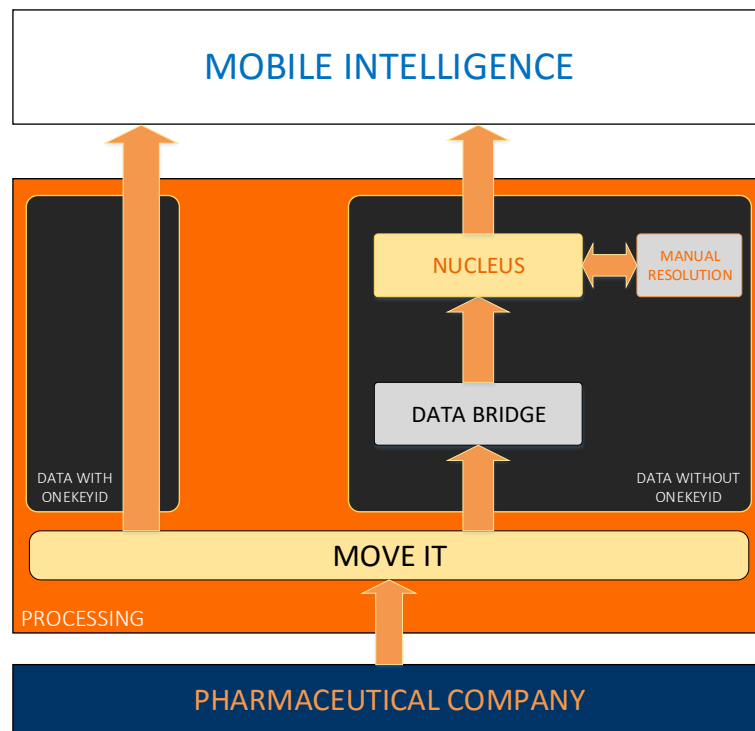 MOBILE INTELLIGENCE
NUCLEUS
MANUAL
RESOLUTION
DATA BRIDGE
DATA WITH
ONEKEYID
DATA WITHOUT
ONEKEYID
MOVE IT
PROCESSING
PHARMACEUTICAL COMPANY